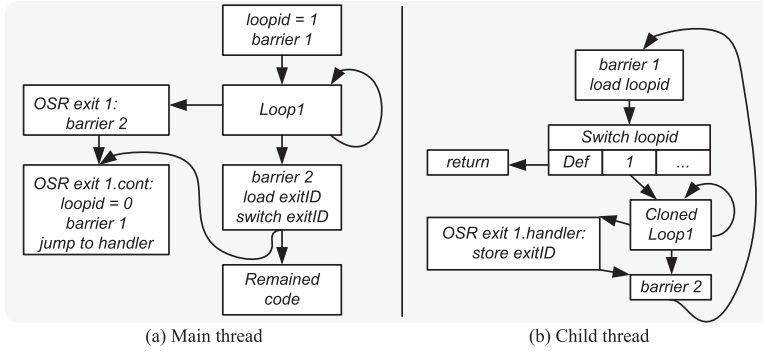 loopid = 1
barrier 1
OSR exit 1:
barrier 2
Loop1
OSR exit 1.cont:
loopid = 0
barrier 1
jump to handler
barrier 2
load exitID
switch exitID
Remained
code
(a) Main thread
barrier 1
load loopid
Switch loopid
return
Def
1
...
Cloned
Loop1
OSR exit 1.handler:
store exitID
barrier 2
(b) Child thread